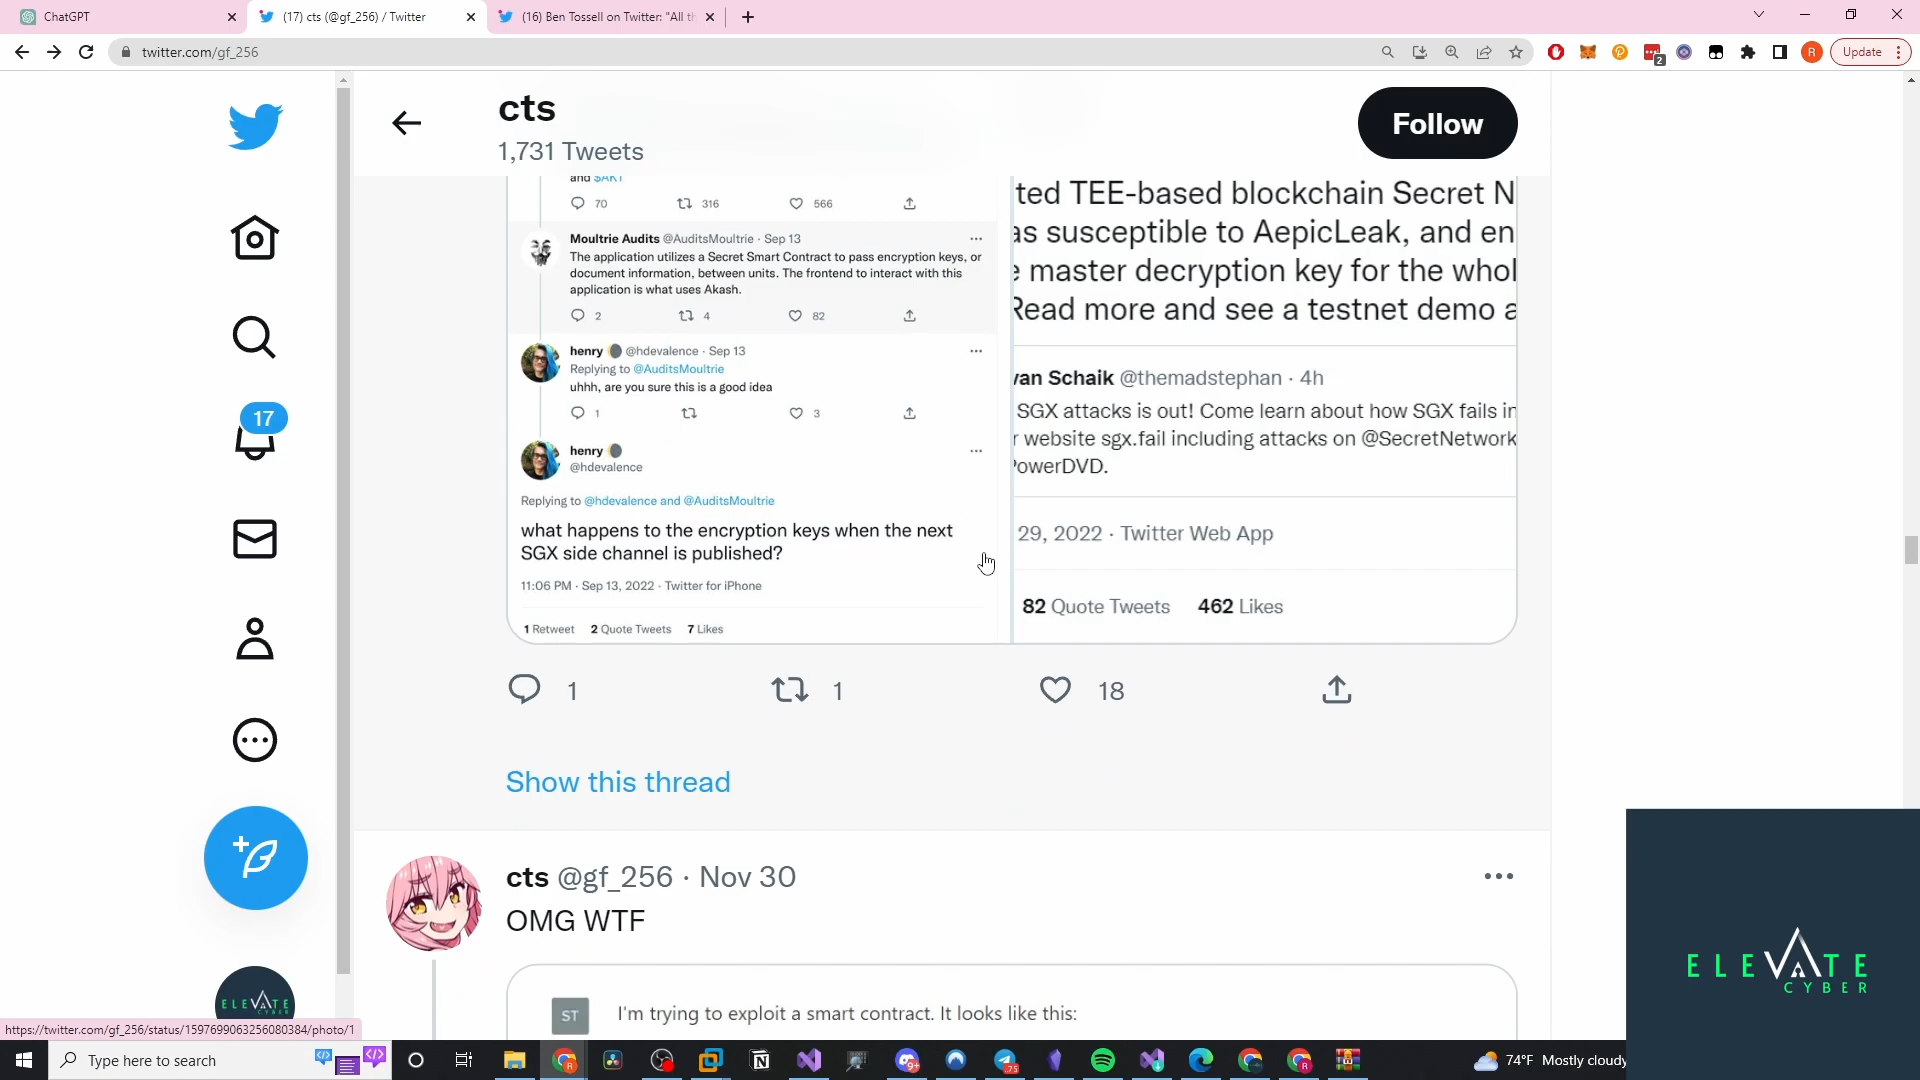 ChatGPT
(17) cts (@gf_256) / Twitter
(16) Ben Tossell on Twitter: "All th
twitter.com/gf_256
2
R
Update
cts
1,731 Tweets
Follow
and $AKT
70
316
566
Moultrie Audits @AuditsMoultrie · Sep 13
The application utilizes a Secret Smart Contract to pass encryption keys, or
document information, between units. The frontend to interact with this
application is what uses Akash.
2
4
82
henry @hdevalence · Sep 13
Replying to @AuditsMoultrie
uhhh, are you sure this is a good idea
1
3
henry
@hdevalence
Replying to @hdevalence and @AuditsMoultrie
what happens to the encryption keys when the next
SGX side channel is published?
11:06 PM · Sep 13, 2022 · Twitter for iPhone
1 Retweet 2 Quote Tweets 7 Likes
ted TEE-based blockchain Secret N
as susceptible to AepicLeak, and en
e master decryption key for the whol
Read more and see a testnet demo a
van Schaik @themadstephan · 4h
SGX attacks is out! Come learn about how SGX fails in
r website sgx.fail including attacks on @SecretNetwork
PowerDVD.
29, 2022 · Twitter Web App
82 Quote Tweets 462 Likes
17
1
1
18
Show this thread
cts @gf_256 · Nov 30
OMG WTF
ST
I'm trying to exploit a smart contract. It looks like this:
ELEVATE
CYBER
ELEVATE
CYBER
https://twitter.com/gf_256/status/1597699063256080384/photo/1
Type here to search
74°F Mostly cloudy